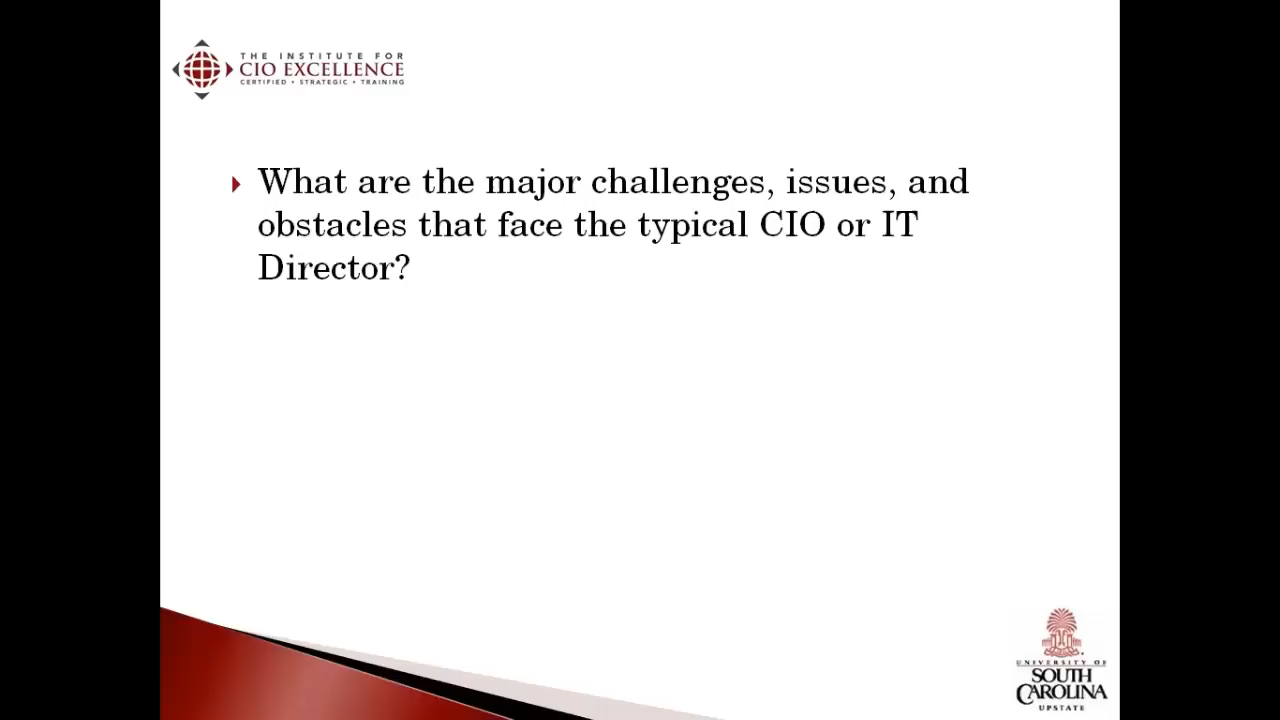 THE INSTITUTE FOR
CIO EXCELLENCE
CERTIFIED • STRATEGIC • TRAINING
What are the major challenges, issues, and
obstacles that face the typical CIO or IT
Director?
UNIVERSITY OF
SOUTH
CAROLINA
UPSTATE